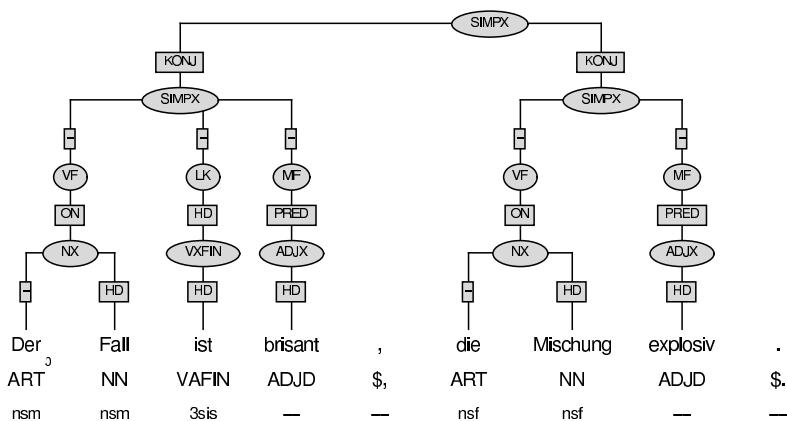 SIMPX
KONJ KONJ
SIMPX SIMPX
– – – – –
VF LK MF VF MF
ON HD PRED ON PRED
NX VXFIN ADJX NX ADJX
– HD HD HD – HD HD
Der Fall ist brisant , die Mischung explosiv .
ART NN VAFIN ADJD $, ART NN ADJD $.
nsm nsm 3sis — — nsf nsf — —